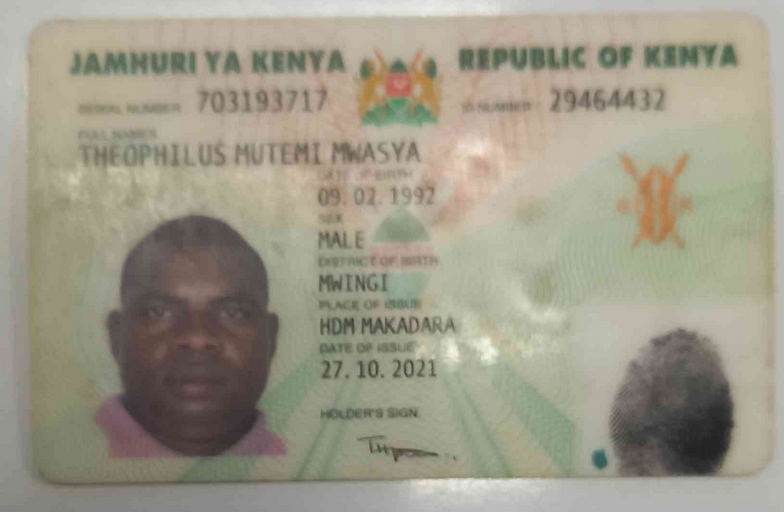 JAMHURI YA KENYA REPUBLIC OF KENYA
SERIAL NUMBER: 703193717 ID NUMBER: 29464432
FULL NAMES
THEOPHILUS MUTEMI MWASYA
DATE OF BIRTH
09. 02. 1992
SEX
MALE
DISTRICT OF BIRTH
MWINGI
PLACE OF ISSUE
HDM MAKADARA
DATE OF ISSUE
27. 10. 2021
HOLDER'S SIGN.